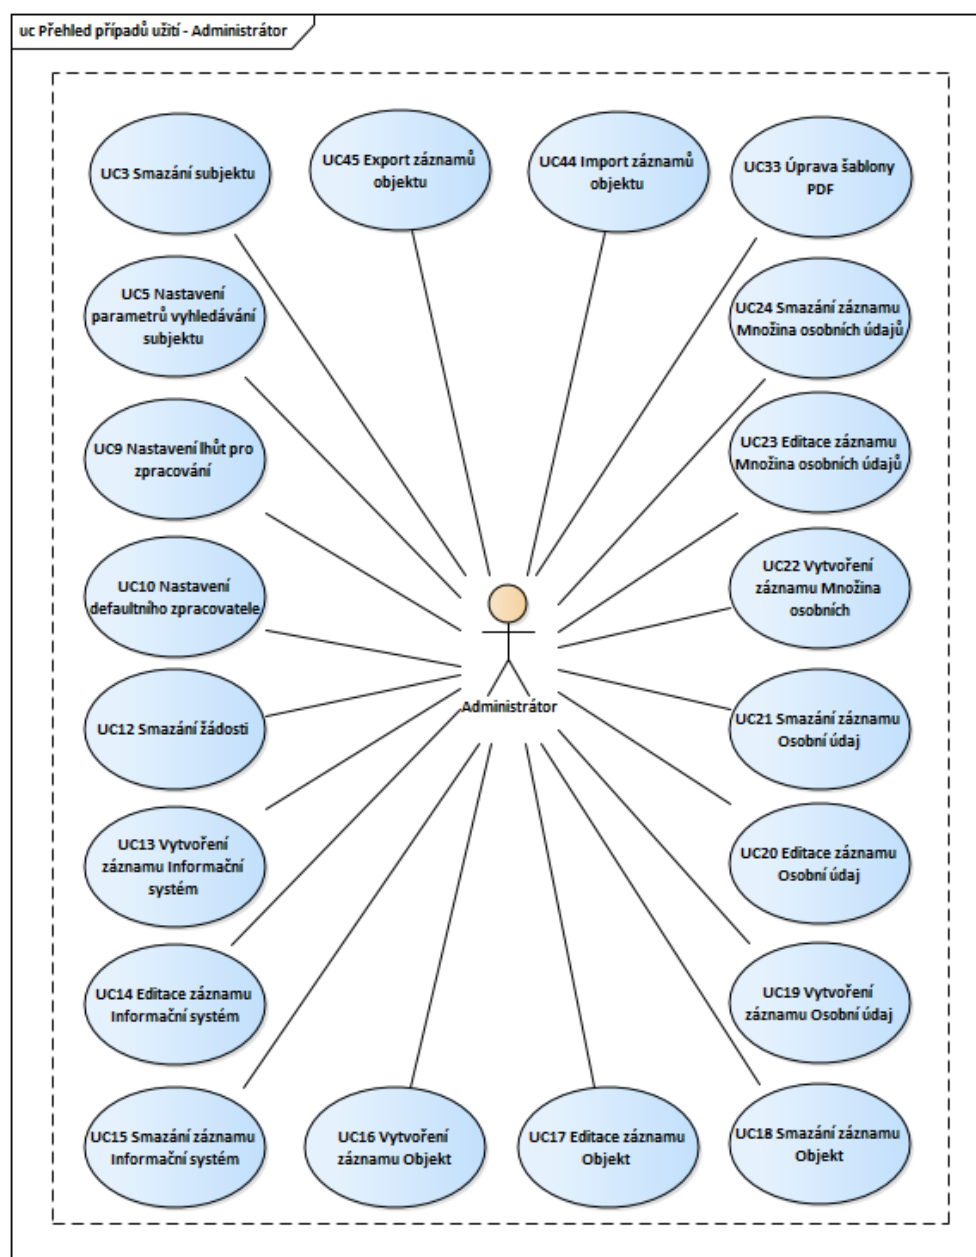 uc Přehled případů užití - Administrátor
UC3 Smazání subjektu
UC45 Export záznamů
objektu
UC44 Import záznamů
objektu
UC33 Úprava šablony
PDF
UC5 Nastavení
parametrů vyhledávání
subjektu
UC24 Smazání záznamu
Množina osobních údajů
UC9 Nastavení lhůt pro
zpracování
UC23 Editace záznamu
Množina osobních údajů
UC10 Nastavení
defaultního zpracovatele
UC22 Vytvoření
záznamu Množina
osobních
Administrátor
UC12 Smazání žádosti
UC21 Smazání záznamu
Osobní údaj
UC13 Vytvoření
záznamu Informační
systém
UC20 Editace záznamu
Osobní údaj
UC14 Editace záznamu
Informační systém
UC19 Vytvoření
záznamu Osobní údaj
UC15 Smazání záznamu
Informační systém
UC16 Vytvoření
záznamu Objekt
UC17 Editace záznamu
Objekt
UC18 Smazání záznamu
Objekt